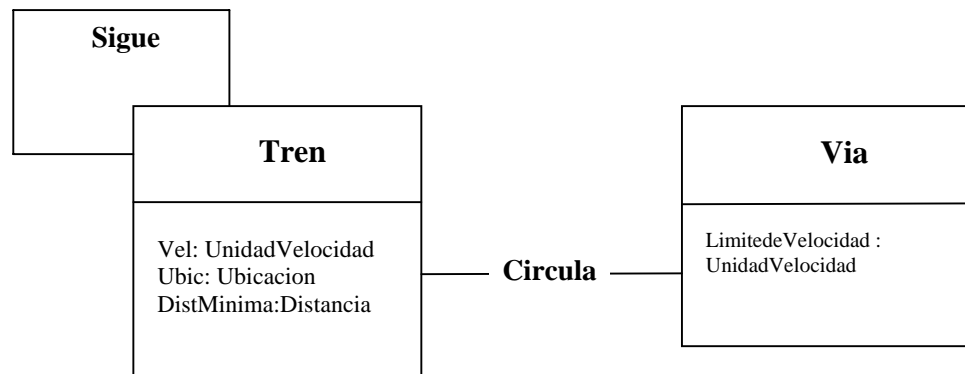 Sigue
Tren
Vel: UnidadVelocidad
Ubic: Ubicacion
DistMinima:Distancia
Circula
Via
LimitedeVelocidad :
UnidadVelocidad